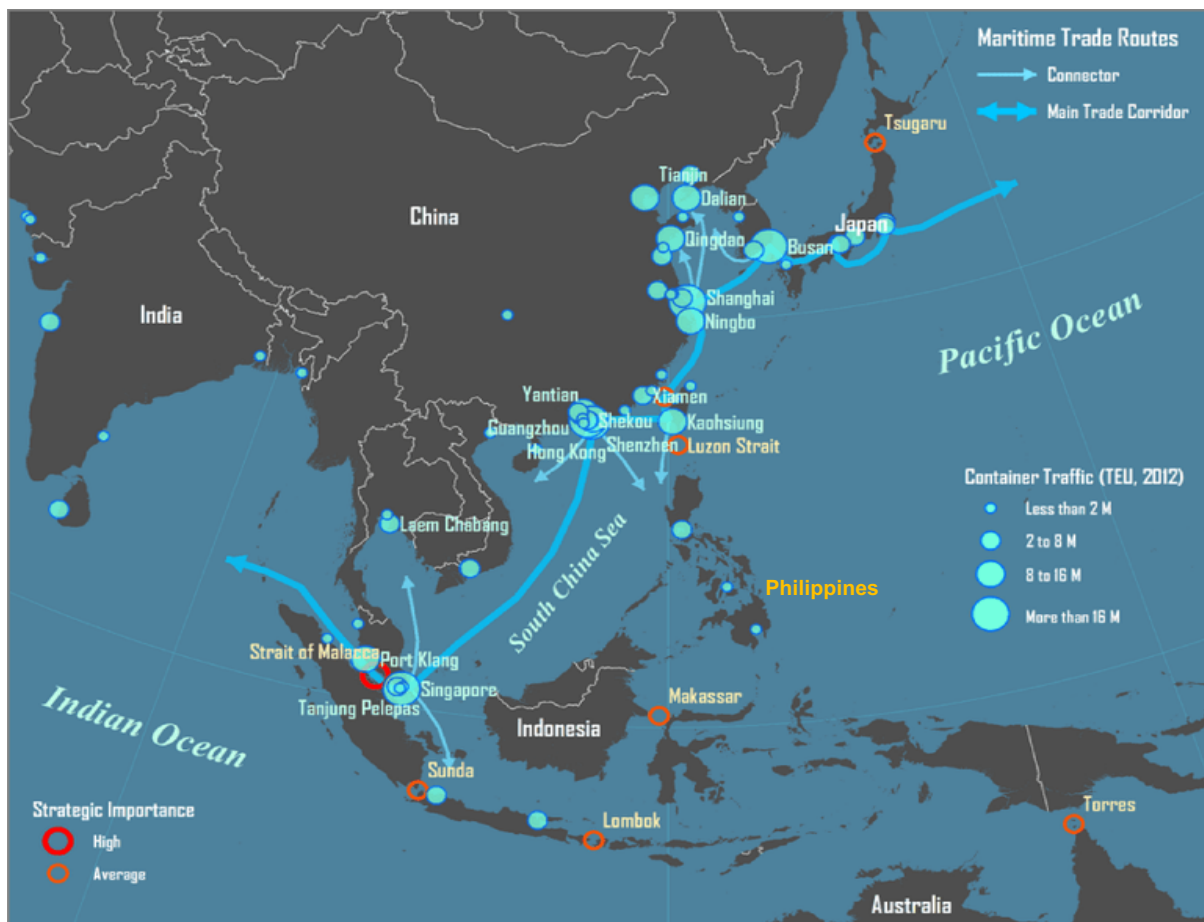 Maritime Trade Routes
Connector
Main Trade Corridor
Tsugaru
Tianjin
Dalian
China
Japan
Qingdao
Busan
Shanghai
Ningbo
India
Pacific Ocean
Yantian
Xiamen
Guangzhou
Shekou
Kaohsiung
Hong Kong
Shenzhen
Luzon Strait
Container Traffic (TEU, 2012)
Less than 2 M
2 to 8 M
8 to 16 M
More than 16 M
Laem Chabang
South China Sea
Philippines
Strait of Malacca
Port Klang
Singapore
Tanjung Pelepas
Makassar
Indonesia
Indian Ocean
Sunda
Strategic Importance
High
Average
Lombok
Torres
Australia